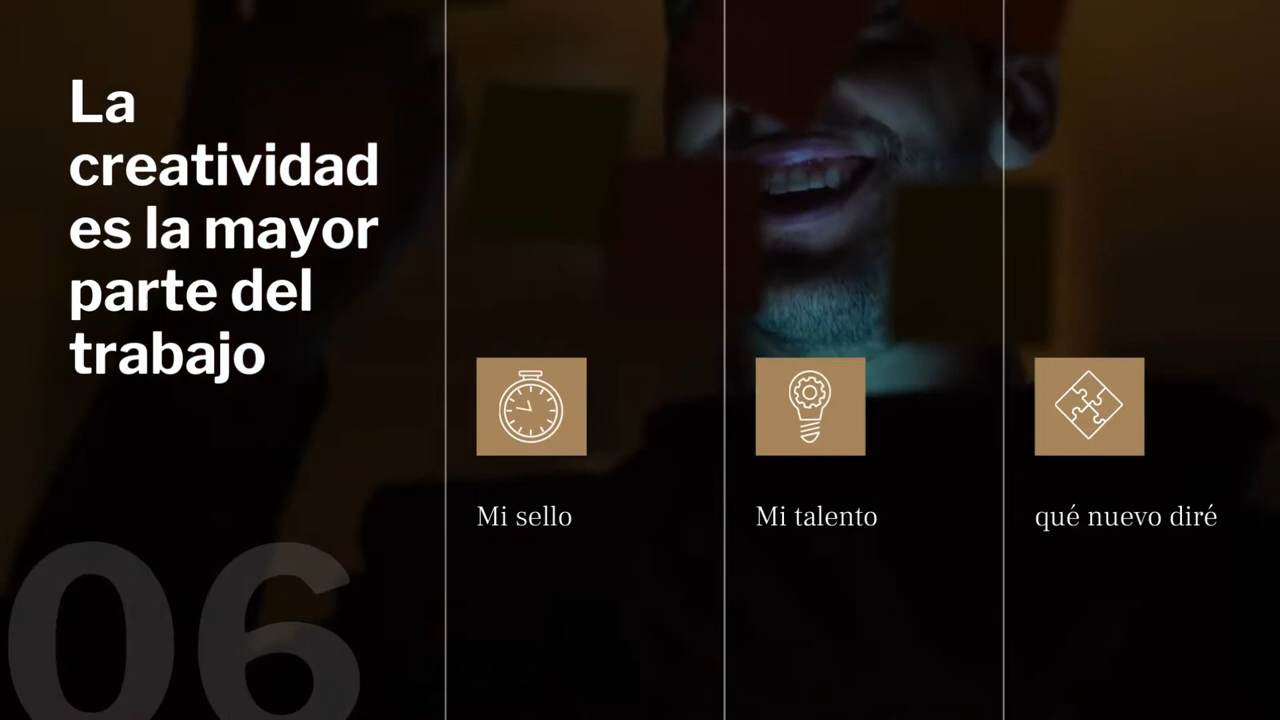 La
creatividad
es la mayor
parte del
trabajo
Mi sello
Mi talento
qué nuevo diré
06